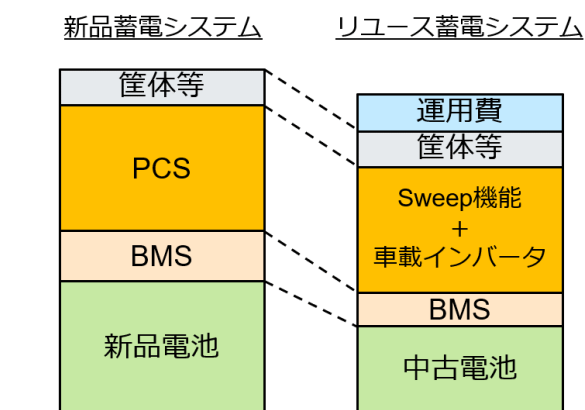 新品蓄電システム
リユース蓄電システム
筐体等
PCS
BMS
新品電池
運用費
筐体等
Sweep機能
+
車載インバータ
BMS
中古電池